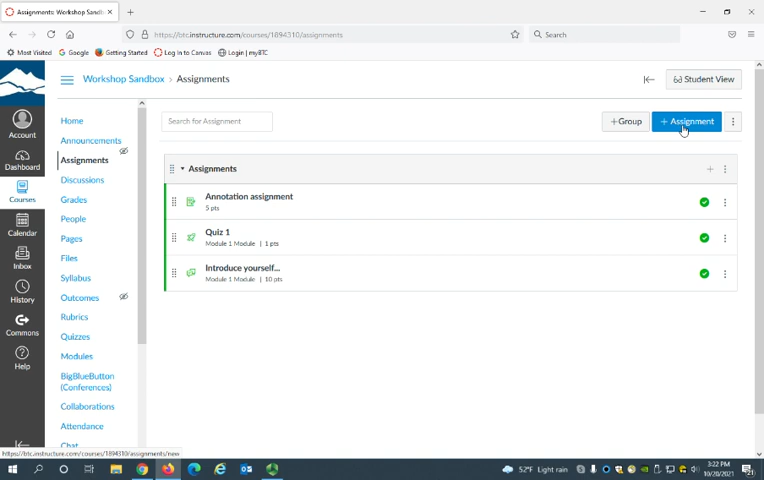 Assignments: Workshop Sandb
https://btc.instructure.com/courses/1894310/assignments
Search
Most Visited
Google
Getting Started
Log In to Canvas
Login | myBTC
Workshop Sandbox › Assignments
Student View
Account
Dashboard
Courses
Calendar
Inbox
History
Commons
Help
Home
Announcements
Assignments
Discussions
Grades
People
Pages
Files
Syllabus
Outcomes
Rubrics
Quizzes
Modules
BigBlueButton
(Conferences)
Collaborations
Attendance
Chat
Search for Assignment
+Group
+ Assignment
Assignments
Annotation assignment
5 pts
Quiz 1
Module 1 Module | 1 pts
Introduce yourself...
Module 1 Module | 10 pts
https://btc.instructure.com/courses/1894310/assignments/new
52°F Light rain
3:22 PM
10/20/2021
21